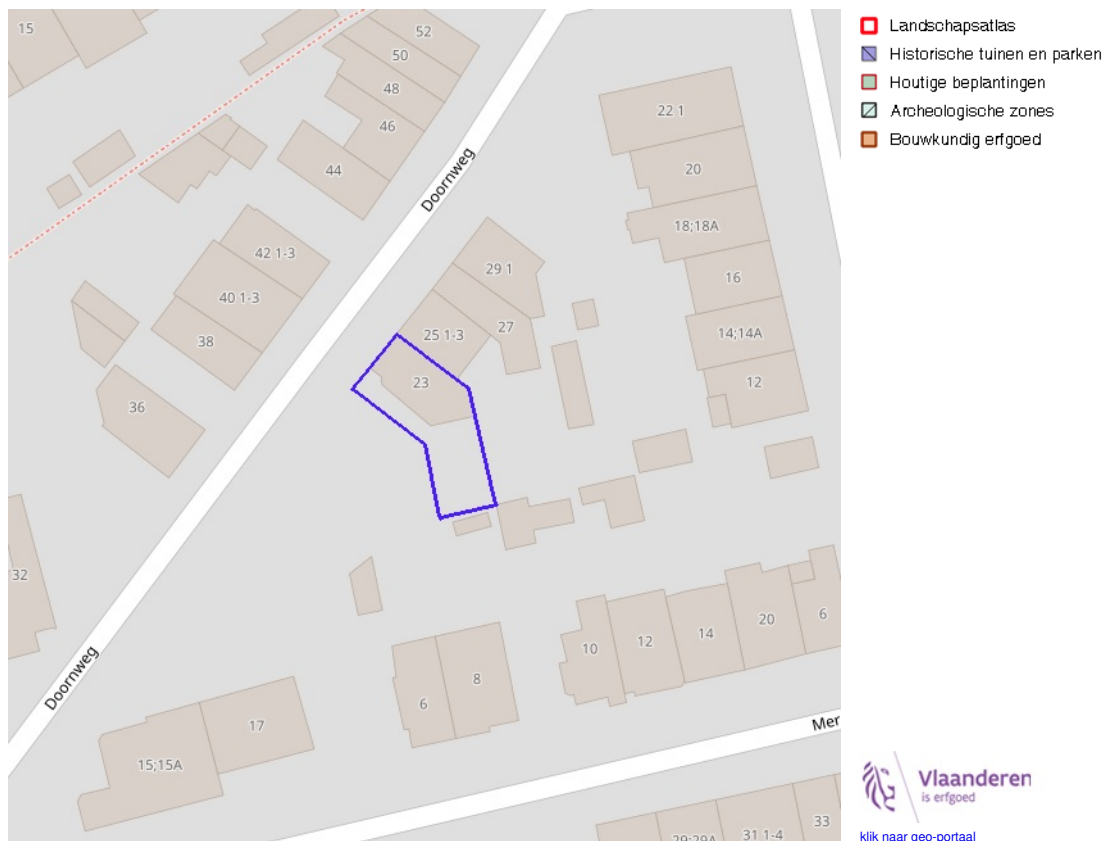 15
52
50
48
46
44
Doornweg
22 1
20
18;18A
16
14;14A
12
42 1-3
40 1-3
38
36
29 1
27
25 1-3
23
32
Doornweg
10
12
14
20
6
6
8
17
15;15A
Mer
29;29A
31 1-4
33
Landschapsatlas
Historische tuinen en parken
Houtige beplantingen
Archeologische zones
Bouwkundig erfgoed
Vlaanderen
is erfgoed
klik naar geo-portaal